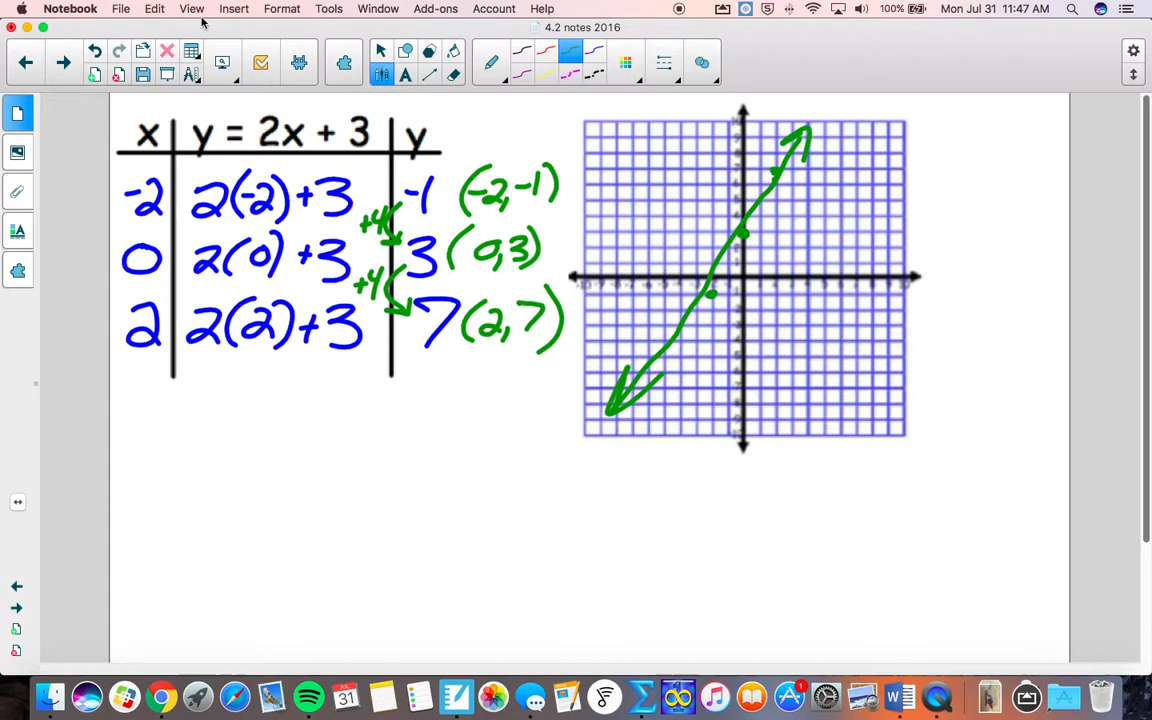 Notebook File Edit View Insert Format Tools Window Add-ons Account Help 100% Mon Jul 31 11:47 AM
4.2 notes 2016
x y = 2x + 3 y
-2 2(-2)+3 -1 (-2,-1)
+4
0 2(0)+3 3 (0,3)
+4
2 2(2)+3 7 (2,7)